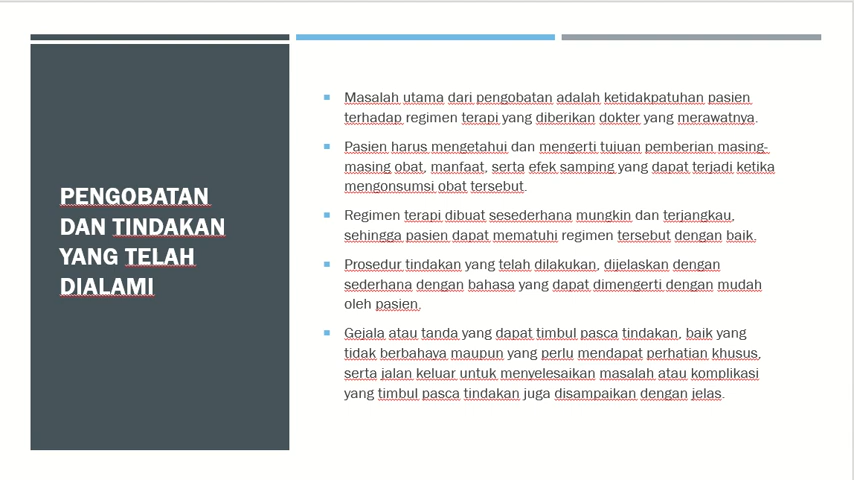 PENGOBATAN
DAN TINDAKAN
YANG TELAH
DIALAMI
Masalah utama dari pengobatan adalah ketidakpatuhan pasien
terhadap regimen terapi yang diberikan dokter yang merawatnya.
Pasien harus mengetahui dan mengerti tujuan pemberian masing-
masing obat, manfaat, serta efek samping yang dapat terjadi ketika
mengonsumsi obat tersebut.
Regimen terapi dibuat sesederhana mungkin dan terjangkau,
sehingga pasien dapat mematuhi regimen tersebut dengan baik.
Prosedur tindakan yang telah dilakukan, dijelaskan dengan
sederhana dengan bahasa yang dapat dimengerti dengan mudah
oleh pasien.
Gejala atau tanda yang dapat timbul pasca tindakan, baik yang
tidak berbahaya maupun yang perlu mendapat perhatian khusus,
serta jalan keluar untuk menyelesaikan masalah atau komplikasi
yang timbul pasca tindakan juga disampaikan dengan jelas.